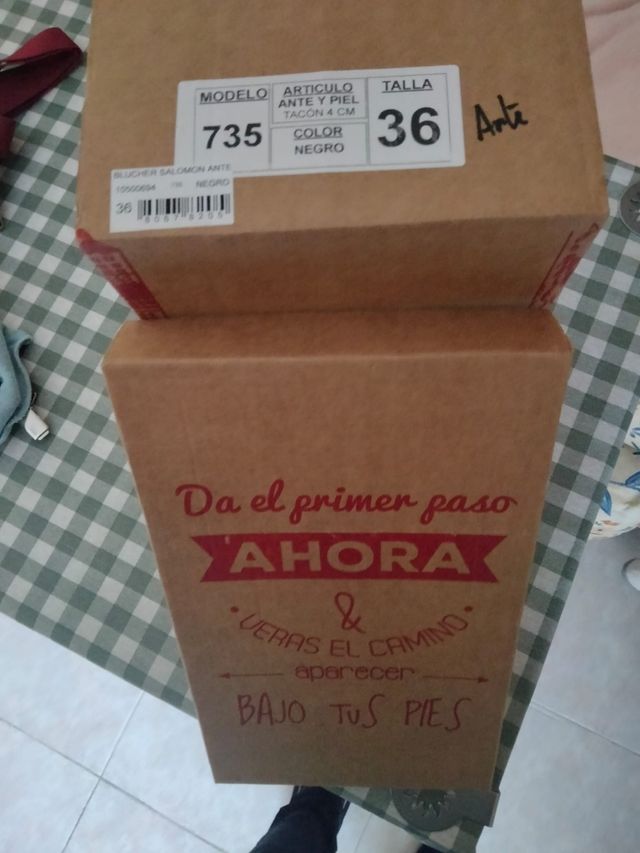 MODELO
735
ARTICULO
ANTE Y PIEL
TACÓN 4 CM
COLOR
NEGRO
TALLA
36
Ante
BLUCHER SALOMON ANTE
NEGRO
36
Da el primer paso
AHORA
&
VERAS EL CAMINO
aparecer
BAJO TUS PIES